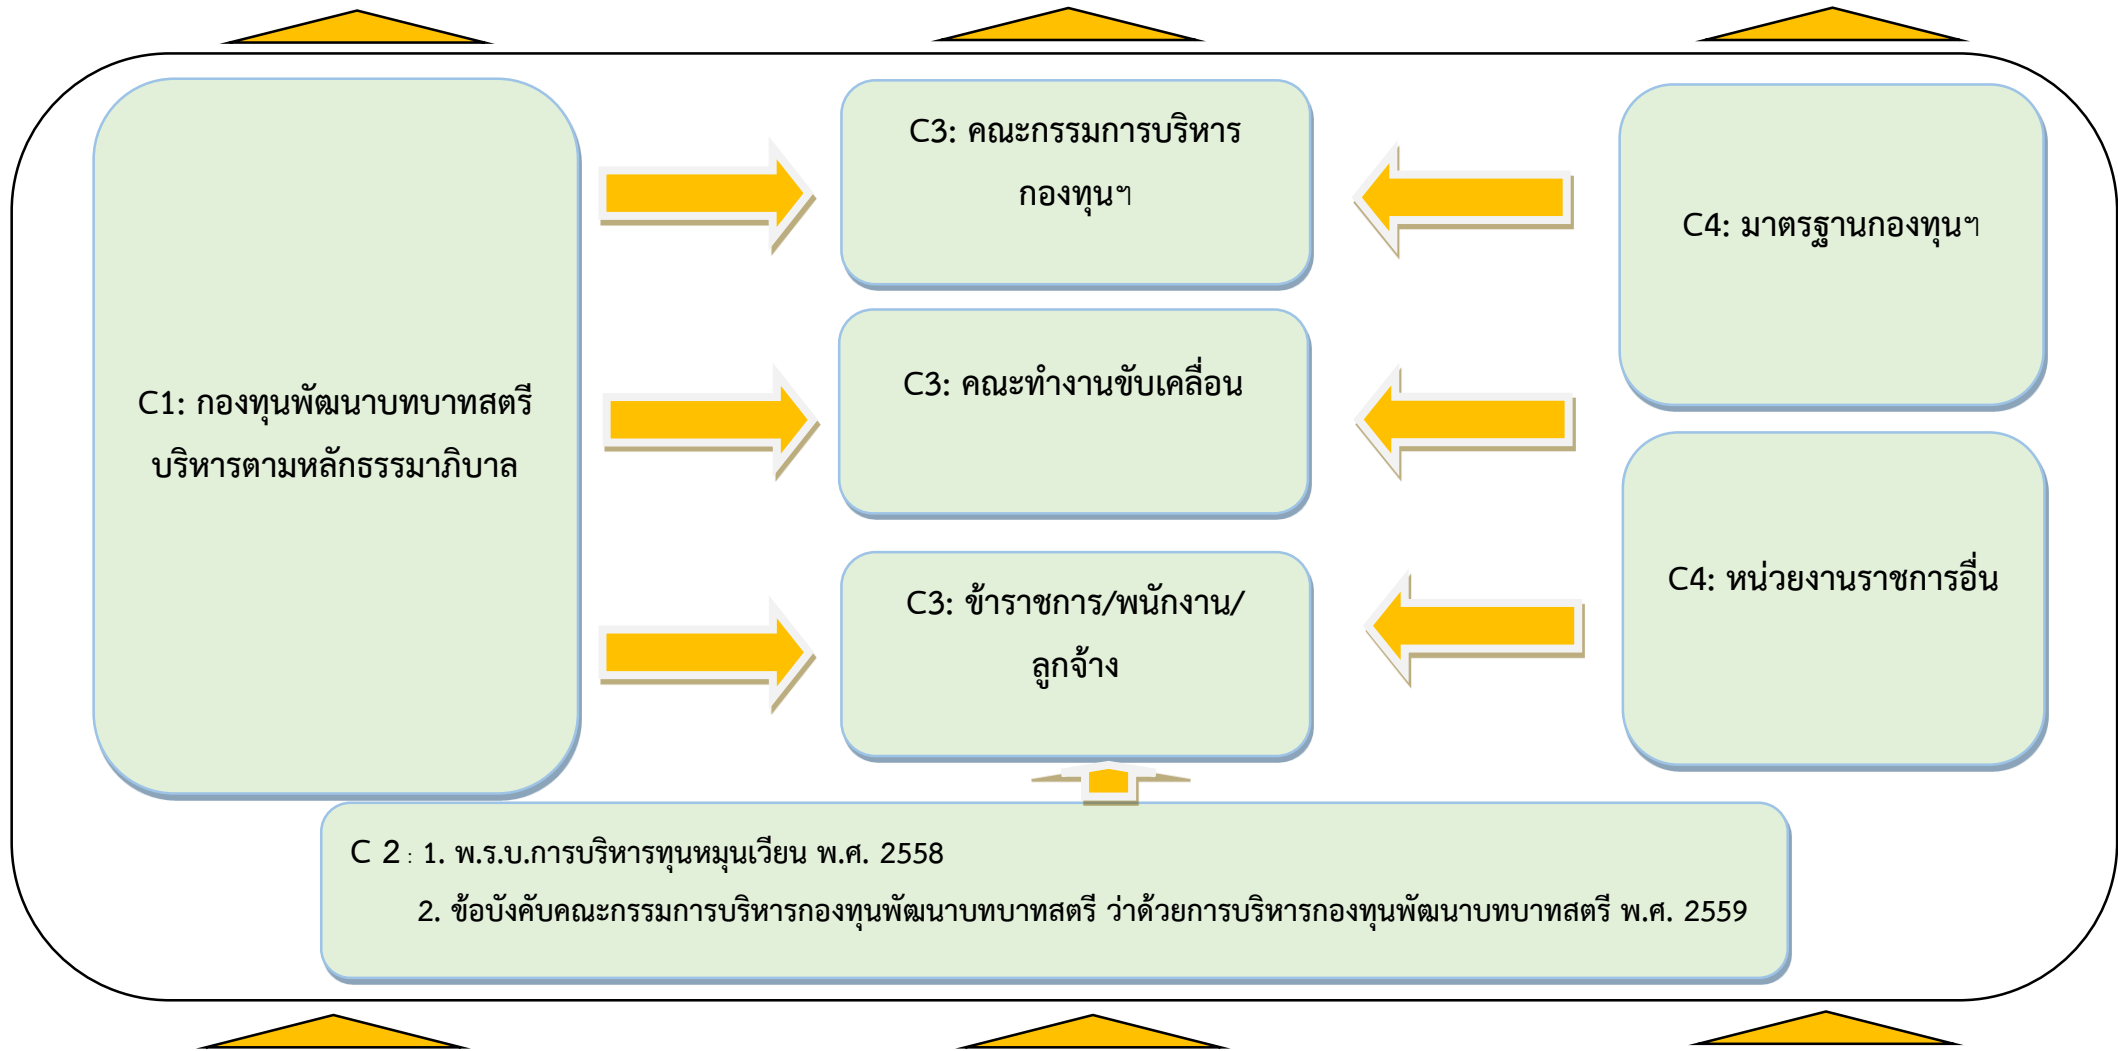 C1: กองทุนพัฒนาบทบาทสตรี
บริหารตามหลักธรรมาภิบาล
C3: คณะกรรมการบริหาร
กองทุนฯ
C3: คณะทำงานขับเคลื่อน
C3: ข้าราชการ/พนักงาน/
ลูกจ้าง
C4: มาตรฐานกองทุนฯ
C4: หน่วยงานราชการอื่น
C 2 : 1. พ.ร.บ.การบริหารทุนหมุนเวียน พ.ศ. 2558
2. ข้อบังคับคณะกรรมการบริหารกองทุนพัฒนาบทบาทสตรี ว่าด้วยการบริหารกองทุนพัฒนาบทบาทสตรี พ.ศ. 2559